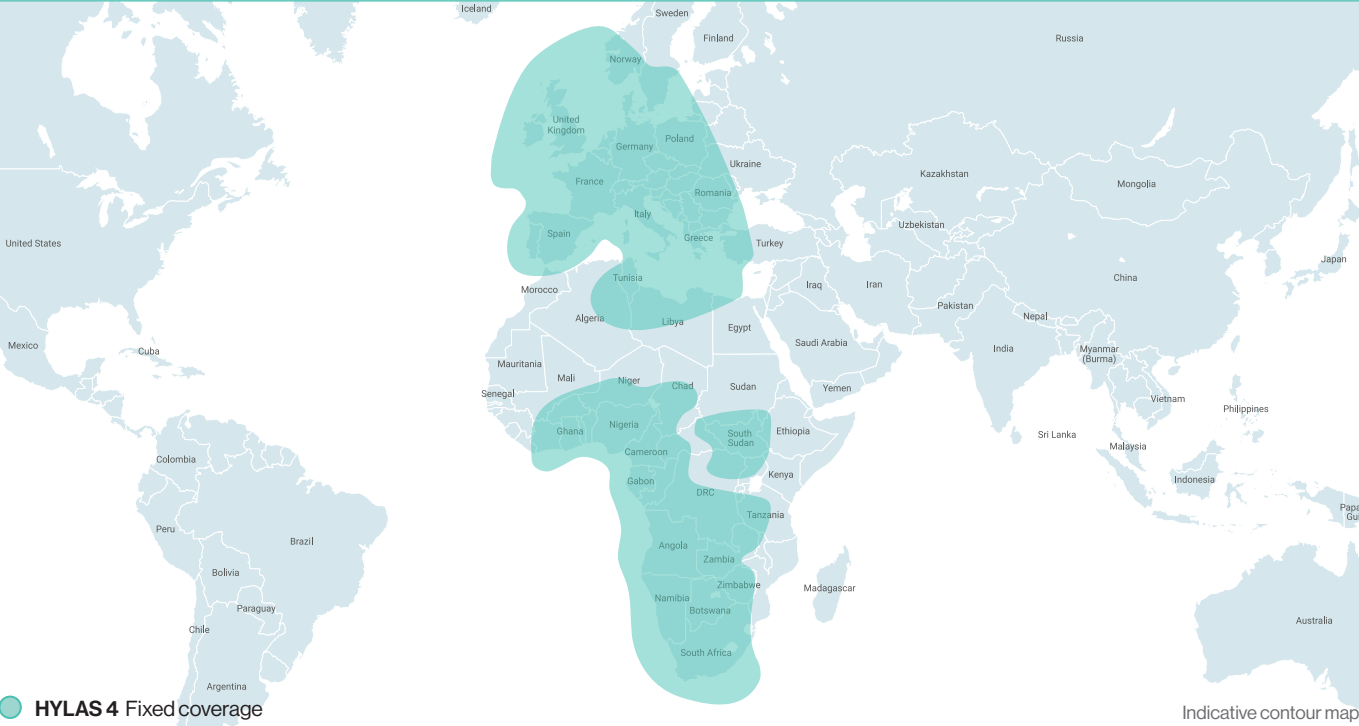 Iceland
Sweden
Finland
Russia
Norway
United
Kingdom
Poland
Germany
Ukraine
France
Kazakhstan
Mongolia
Romania
Italy
Uzbekistan
Spain
Greece
Turkey
United States
Japan
Tunisia
China
Iraq
Iran
Morocco
Pakistan
Algeria
Libya
Egypt
Nepal
Saudi Arabia
India
Myanmar
(Burma)
Mexico
Cuba
Mauritania
Mali
Niger
Chad
Sudan
Yemen
Senegal
Vietnam
Philippines
Ghana
Nigeria
South
Sudan
Ethiopia
Sri Lanka
Malaysia
Colombia
Cameroon
Kenya
Gabon
DRC
Indonesia
Papu
Gui
Tanzania
Peru
Brazil
Angola
Zambia
Bolivia
Zimbabwe
Madagascar
Namibia
Paraguay
Botswana
Chile
Australia
South Africa
Argentina
HYLAS 4 Fixed coverage
Indicative contour map